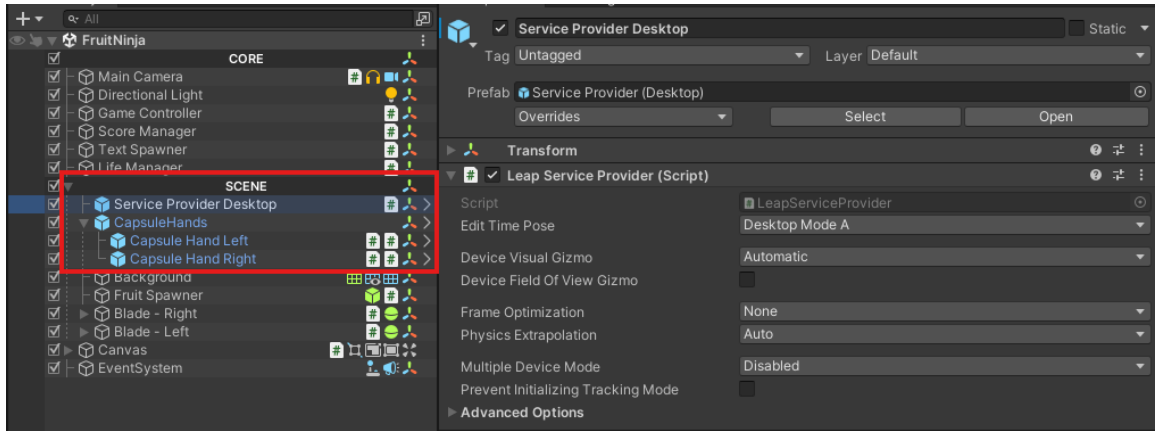 All
FruitNinja
CORE
Main Camera
Directional Light
Game Controller
Score Manager
Text Spawner
Life Manager
SCENE
Service Provider Desktop
CapsuleHands
Capsule Hand Left
Capsule Hand Right
Background
Fruit Spawner
Blade - Right
Blade - Left
Canvas
EventSystem
Service Provider Desktop Static
Tag Untagged Layer Default
Prefab Service Provider (Desktop)
Overrides Select Open
Transform
Leap Service Provider (Script)
Script LeapServiceProvider
Edit Time Pose Desktop Mode A
Device Visual Gizmo Automatic
Device Field Of View Gizmo
Frame Optimization None
Physics Extrapolation Auto
Multiple Device Mode Disabled
Prevent Initializing Tracking Mode
Advanced Options